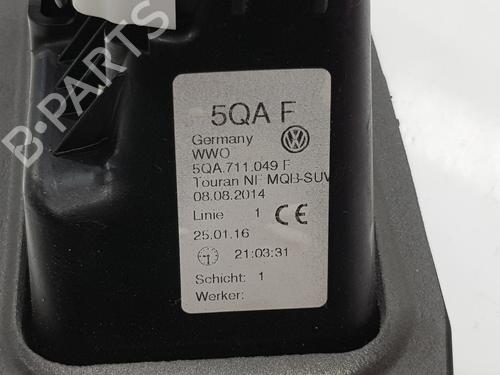 B-PARTS
5QA F
Germany
WWO
5QA.711.049 F
Touran NF MQB-SUV
08.08.2014
Linie 1 CE
25.01.16
21:03:31
Schicht: 1
Werker: